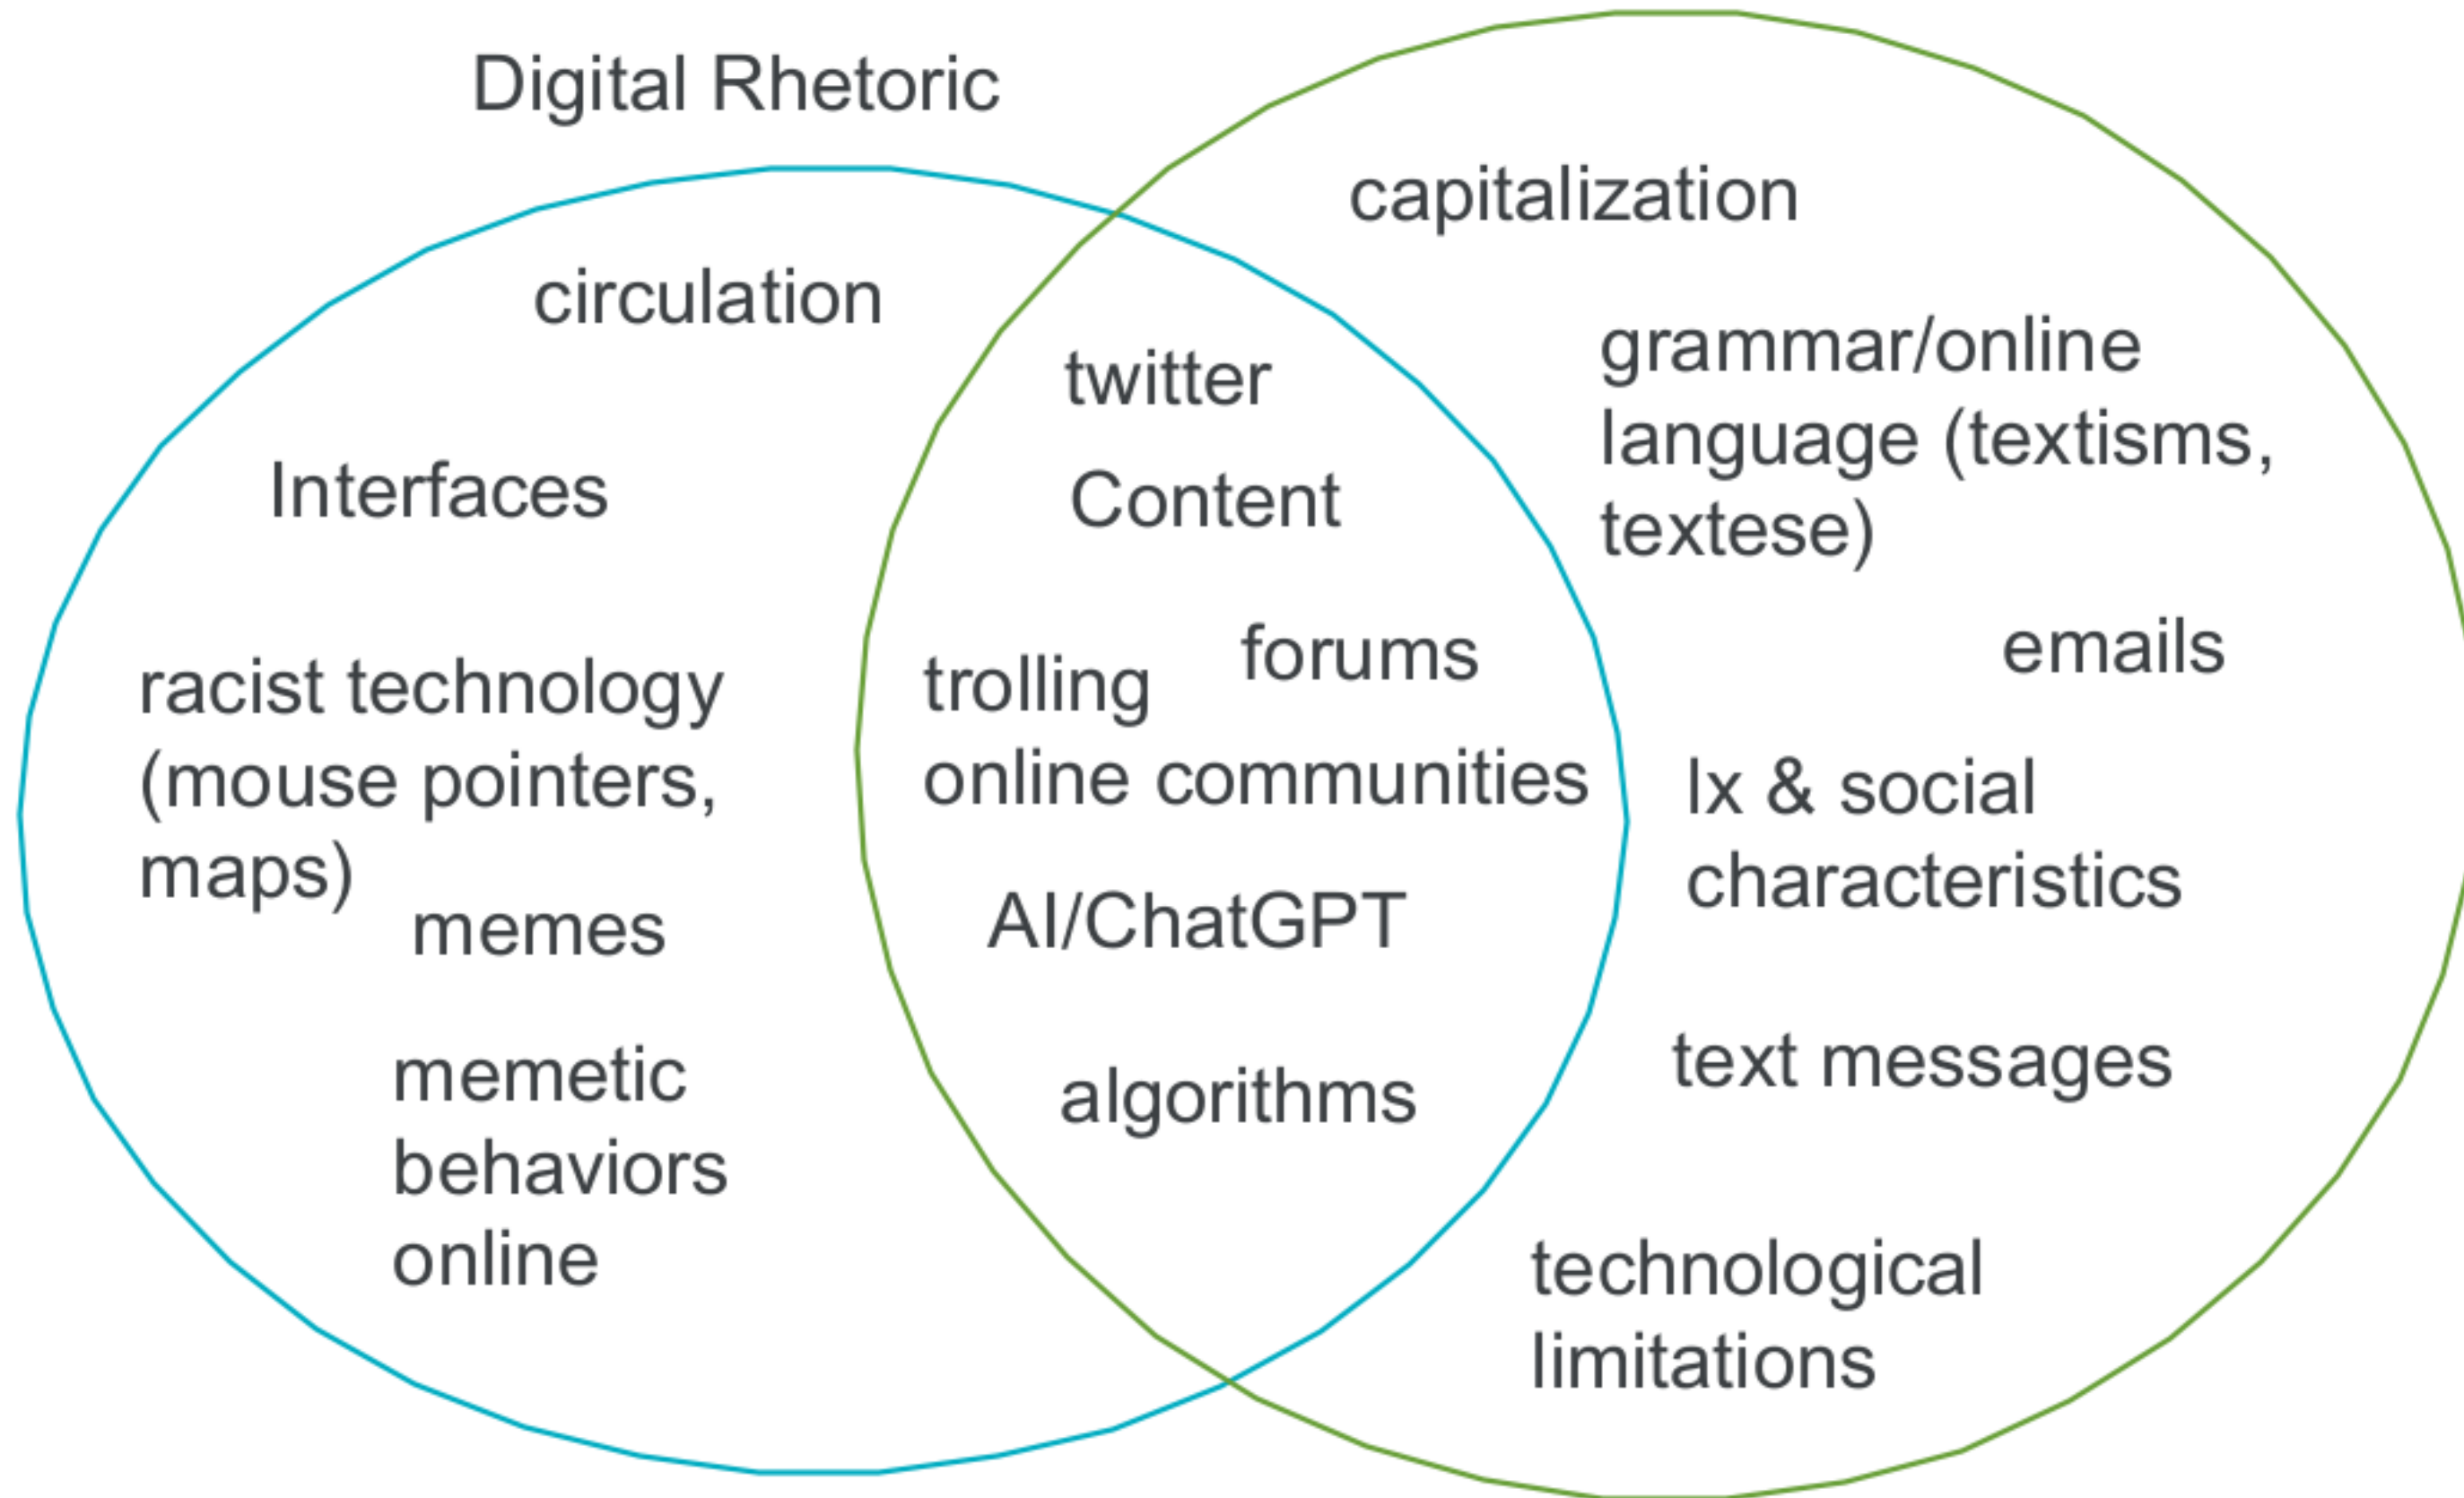 Digital Rhetoric
circulation
Interfaces
racist technology
(mouse pointers,
maps)
memes
memetic
behaviors
online
twitter
Content
trolling
forums
online communities
AI/ChatGPT
algorithms
capitalization
grammar/online
language (textisms,
textese)
emails
lx & social
characteristics
text messages
technological
limitations